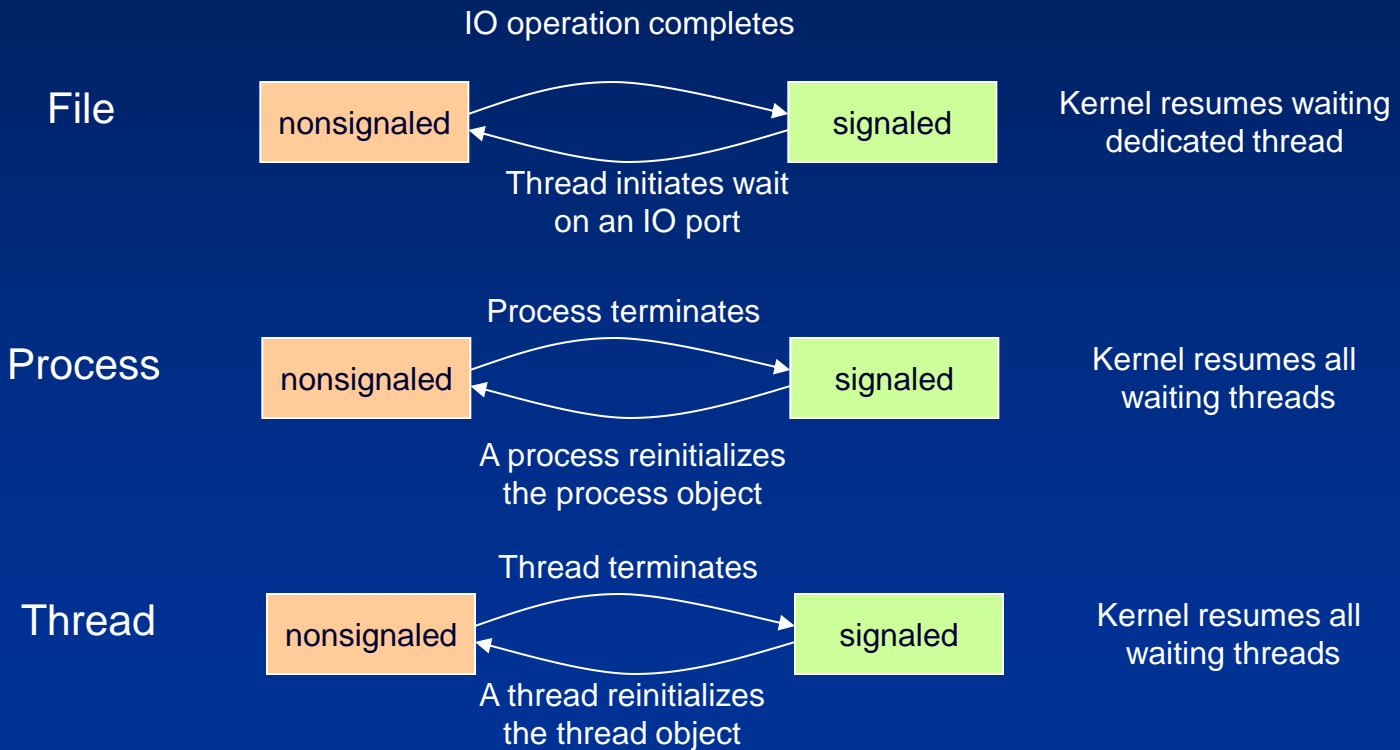 IO operation completes
File
nonsignaled
signaled
Kernel resumes waiting
dedicated thread
Thread initiates wait
on an IO port
Process terminates
Process
nonsignaled
signaled
Kernel resumes all
waiting threads
A process reinitializes
the process object
Thread terminates
Thread
nonsignaled
signaled
Kernel resumes all
waiting threads
A thread reinitializes
the thread object